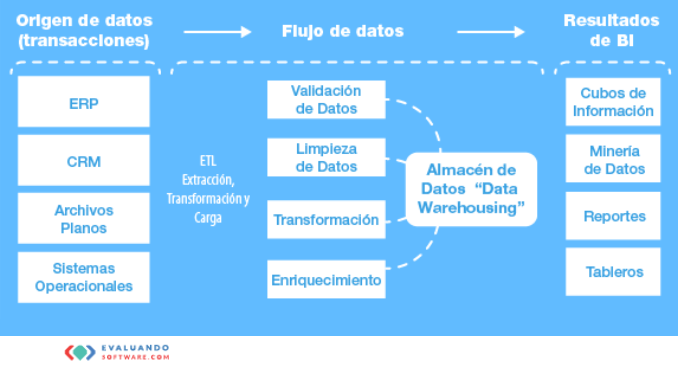 Origen de datos
(transacciones)
Flujo de datos
Resultados
de BI
ERP
CRM
Archivos
Planos
Sistemas
Operacionales
ETL
Extracción,
Transformación y
Carga
Validación
de Datos
Limpieza
de Datos
Transformación
Enriquecimiento
Almacén de
Datos “Data
Warehousing”
Cubos de
Información
Minería
de Datos
Reportes
Tableros
EVALUANDO
SOFTWARE.COM